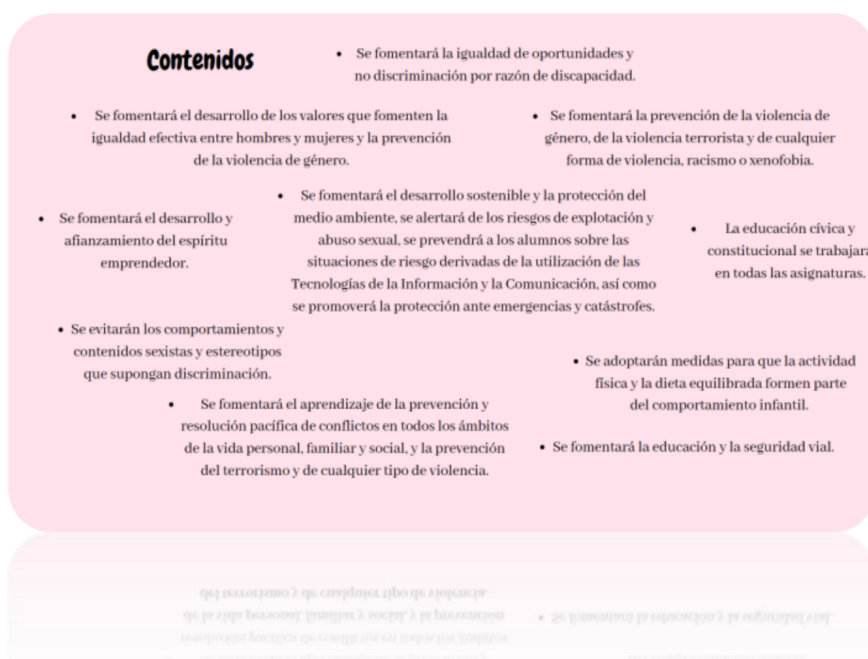 Contenidos
• Se fomentará la igualdad de oportunidades y
no discriminación por razón de discapacidad.
• Se fomentará el desarrollo de los valores que fomenten la
igualdad efectiva entre hombres y mujeres y la prevención
de la violencia de género.
• Se fomentará la prevención de la violencia de
género, de la violencia terrorista y de cualquier
forma de violencia, racismo o xenofobia.
• Se fomentará el desarrollo y
afianzamiento del espíritu
emprendedor.
• Se fomentará el desarrollo sostenible y la protección del
medio ambiente, se alertará de los riesgos de explotación y
abuso sexual, se prevendrá a los alumnos sobre las
situaciones de riesgo derivadas de la utilización de las
Tecnologías de la Información y la Comunicación, así como
se promoverá la protección ante emergencias y catástrofes.
• La educación cívica y
constitucional se trabajará
en todas las asignaturas.
• Se evitarán los comportamientos y
contenidos sexistas y estereotipos
que supongan discriminación.
• Se adoptarán medidas para que la actividad
física y la dieta equilibrada formen parte
del comportamiento infantil.
• Se fomentará el aprendizaje de la prevención y
resolución pacífica de conflictos en todos los ámbitos
de la vida personal, familiar y social, y la prevención
del terrorismo y de cualquier tipo de violencia.
• Se fomentará la educación y la seguridad vial.